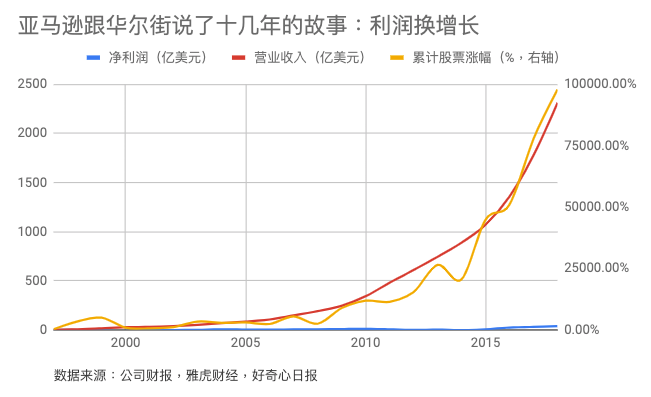 亚马逊跟华尔街说了十几年的故事：利润换增长
净利润（亿美元） 营业收入（亿美元） 累计股票涨幅（%，右轴）
2500 100000.00%
2000 75000.00%
1500 50000.00%
1000 25000.00%
500 0.00%
0
2000 2005 2010 2015
数据来源：公司财报，雅虎财经，好奇心日报